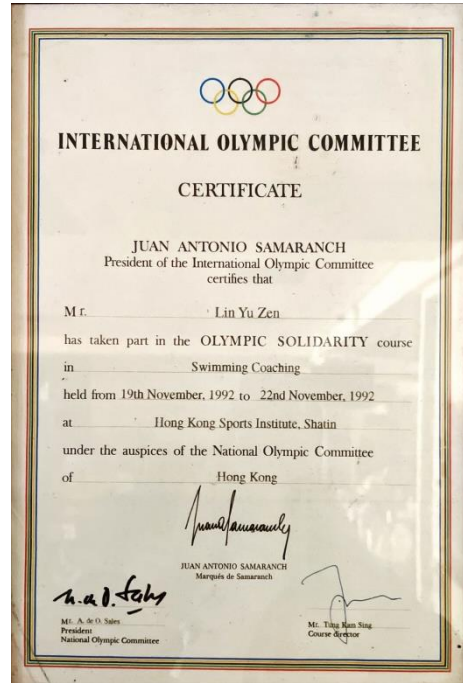 INTERNATIONAL OLYMPIC COMMITTEE
CERTIFICATE
JUAN ANTONIO SAMARANCH
President of the International Olympic Committee
certifies that
Mr. Lin Yu Zen
has taken part in the OLYMPIC SOLIDARITY course
in Swimming Coaching
held from 19th November, 1992 to 22nd November, 1992
at Hong Kong Sports Institute, Shatin
under the auspices of the National Olympic Committee
of Hong Kong
JUAN ANTONIO SAMARANCH
Marqués de Samaranch
Mr. A. de O. Sales
President
National Olympic Committee
Mr. Tung Kan Sing
Course director